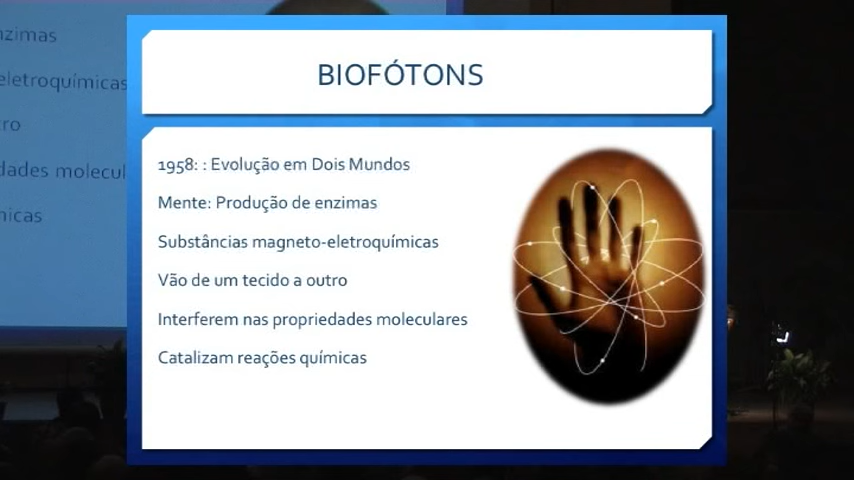 BIOFÓTONS
1958: : Evolução em Dois Mundos
Mente: Produção de enzimas
Substâncias magneto-eletroquímicas
Vão de um tecido a outro
Interferem nas propriedades moleculares
Catalizam reações químicas